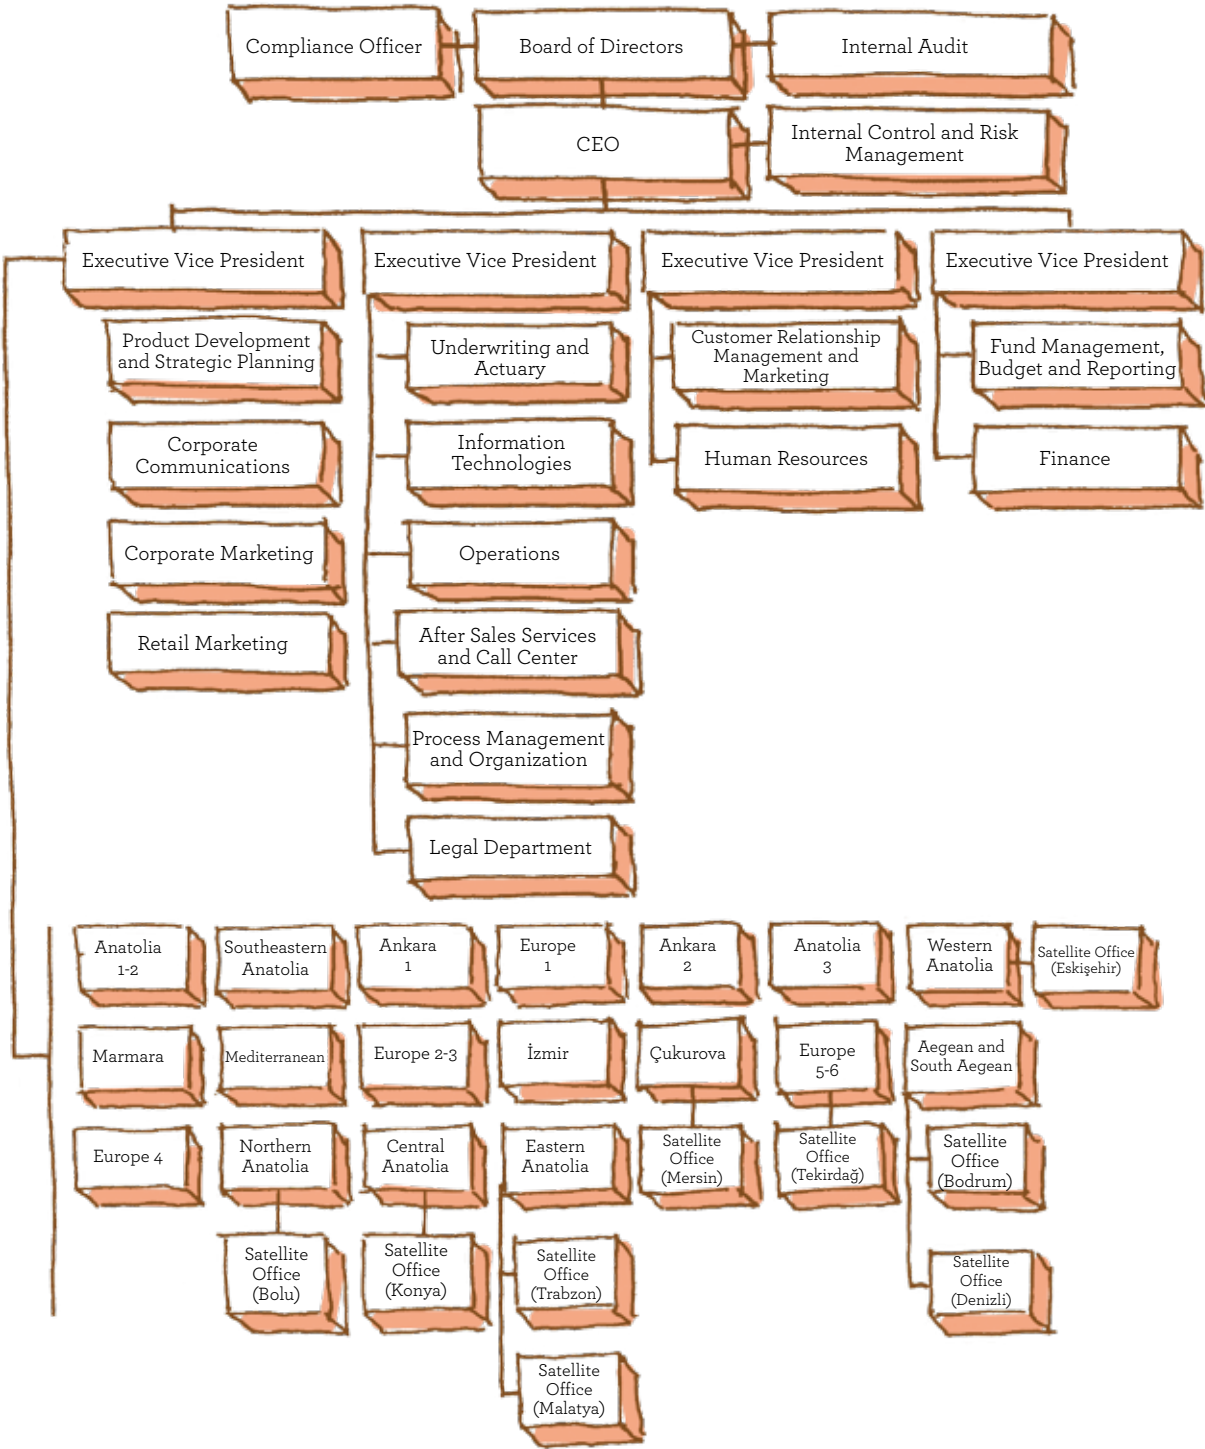 Compliance Officer
Board of Directors
Internal Audit
CEO
Internal Control and Risk
Management
Executive Vice President
Executive Vice President
Executive Vice President
Executive Vice President
Product Development
and Strategic Planning
Corporate
Communications
Corporate Marketing
Retail Marketing
Underwriting and
Actuary
Information
Technologies
Operations
After Sales Services
and Call Center
Process Management
and Organization
Legal Department
Customer Relationship
Management and
Marketing
Human Resources
Fund Management,
Budget and Reporting
Finance
Anatolia
1-2
Southeastern
Anatolia
Ankara
1
Europe
1
Ankara
2
Anatolia
3
Western
Anatolia
Satellite Office
(Eskişehir)
Marmara
Mediterranean
Europe 2-3
İzmir
Çukurova
Europe
5-6
Aegean and
South Aegean
Europe 4
Northern
Anatolia
Central
Anatolia
Eastern
Anatolia
Satellite
Office
(Mersin)
Satellite
Office
(Tekirdağ)
Satellite
Office
(Bodrum)
Satellite
Office
(Bolu)
Satellite
Office
(Konya)
Satellite
Office
(Trabzon)
Satellite
Office
(Denizli)
Satellite
Office
(Malatya)